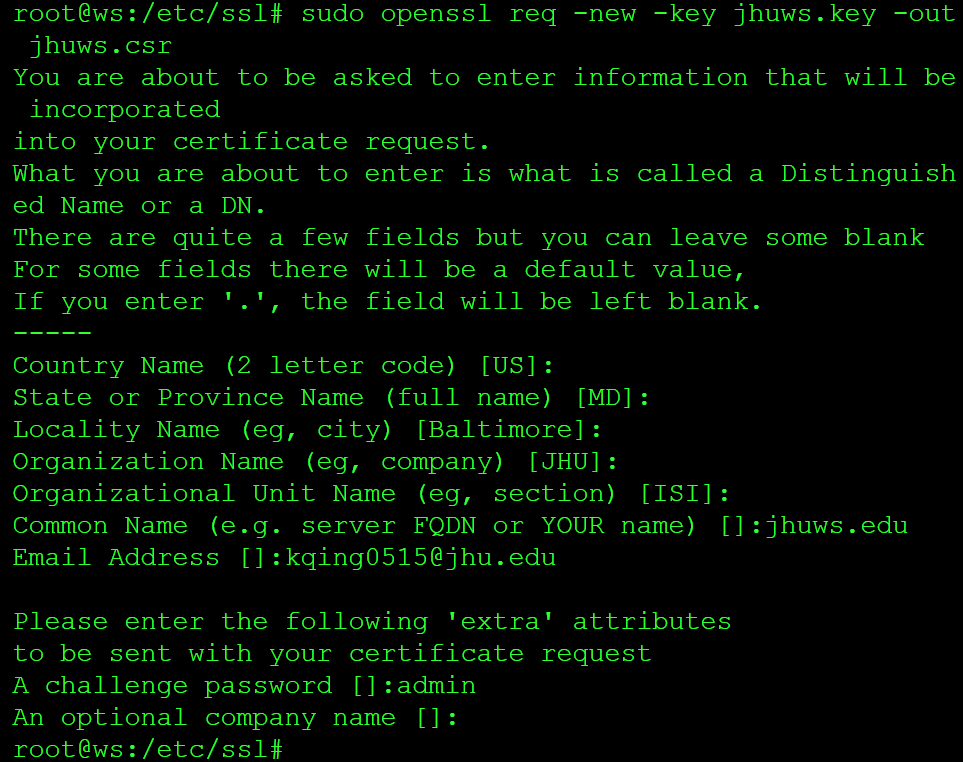 root@ws:/etc/ssl# sudo openssl req -new -key jhuws.key -out
 jhuws.csr
You are about to be asked to enter information that will be
 incorporated
into your certificate request.
What you are about to enter is what is called a Distinguish
ed Name or a DN.
There are quite a few fields but you can leave some blank
For some fields there will be a default value,
If you enter '.', the field will be left blank.
-----
Country Name (2 letter code) [US]:
State or Province Name (full name) [MD]:
Locality Name (eg, city) [Baltimore]:
Organization Name (eg, company) [JHU]:
Organizational Unit Name (eg, section) [ISI]:
Common Name (e.g. server FQDN or YOUR name) []:jhuws.edu
Email Address []:kqing0515@jhu.edu

Please enter the following 'extra' attributes
to be sent with your certificate request
A challenge password []:admin
An optional company name []:
root@ws:/etc/ssl#